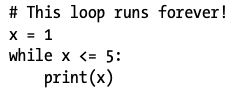 # This loop runs forever!
x = 1
while x <= 5:
    print(x)